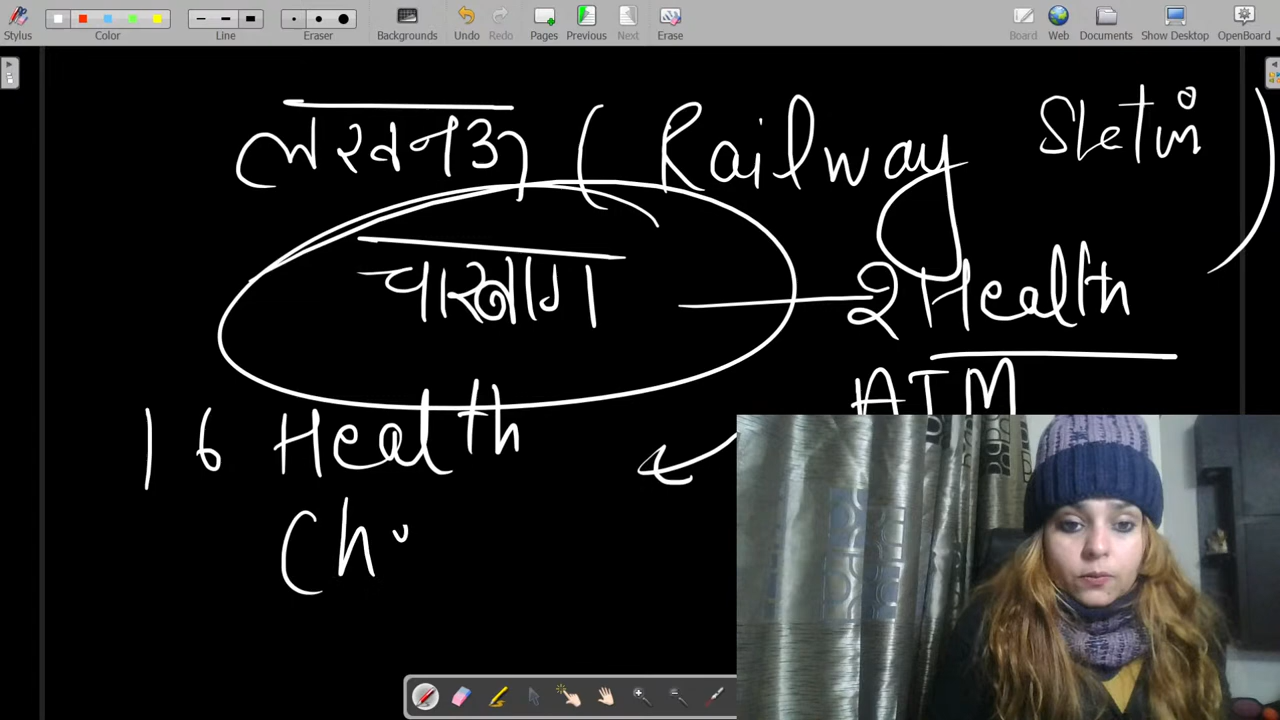 Stylus Color Line Eraser Backgrounds Undo Redo Pages Previous Next Erase Board Web Documents Show Desktop OpenBoard
लखनऊ (Railway Stetin)
चारबाग — 2 Health
ATM
16 Health
Ch